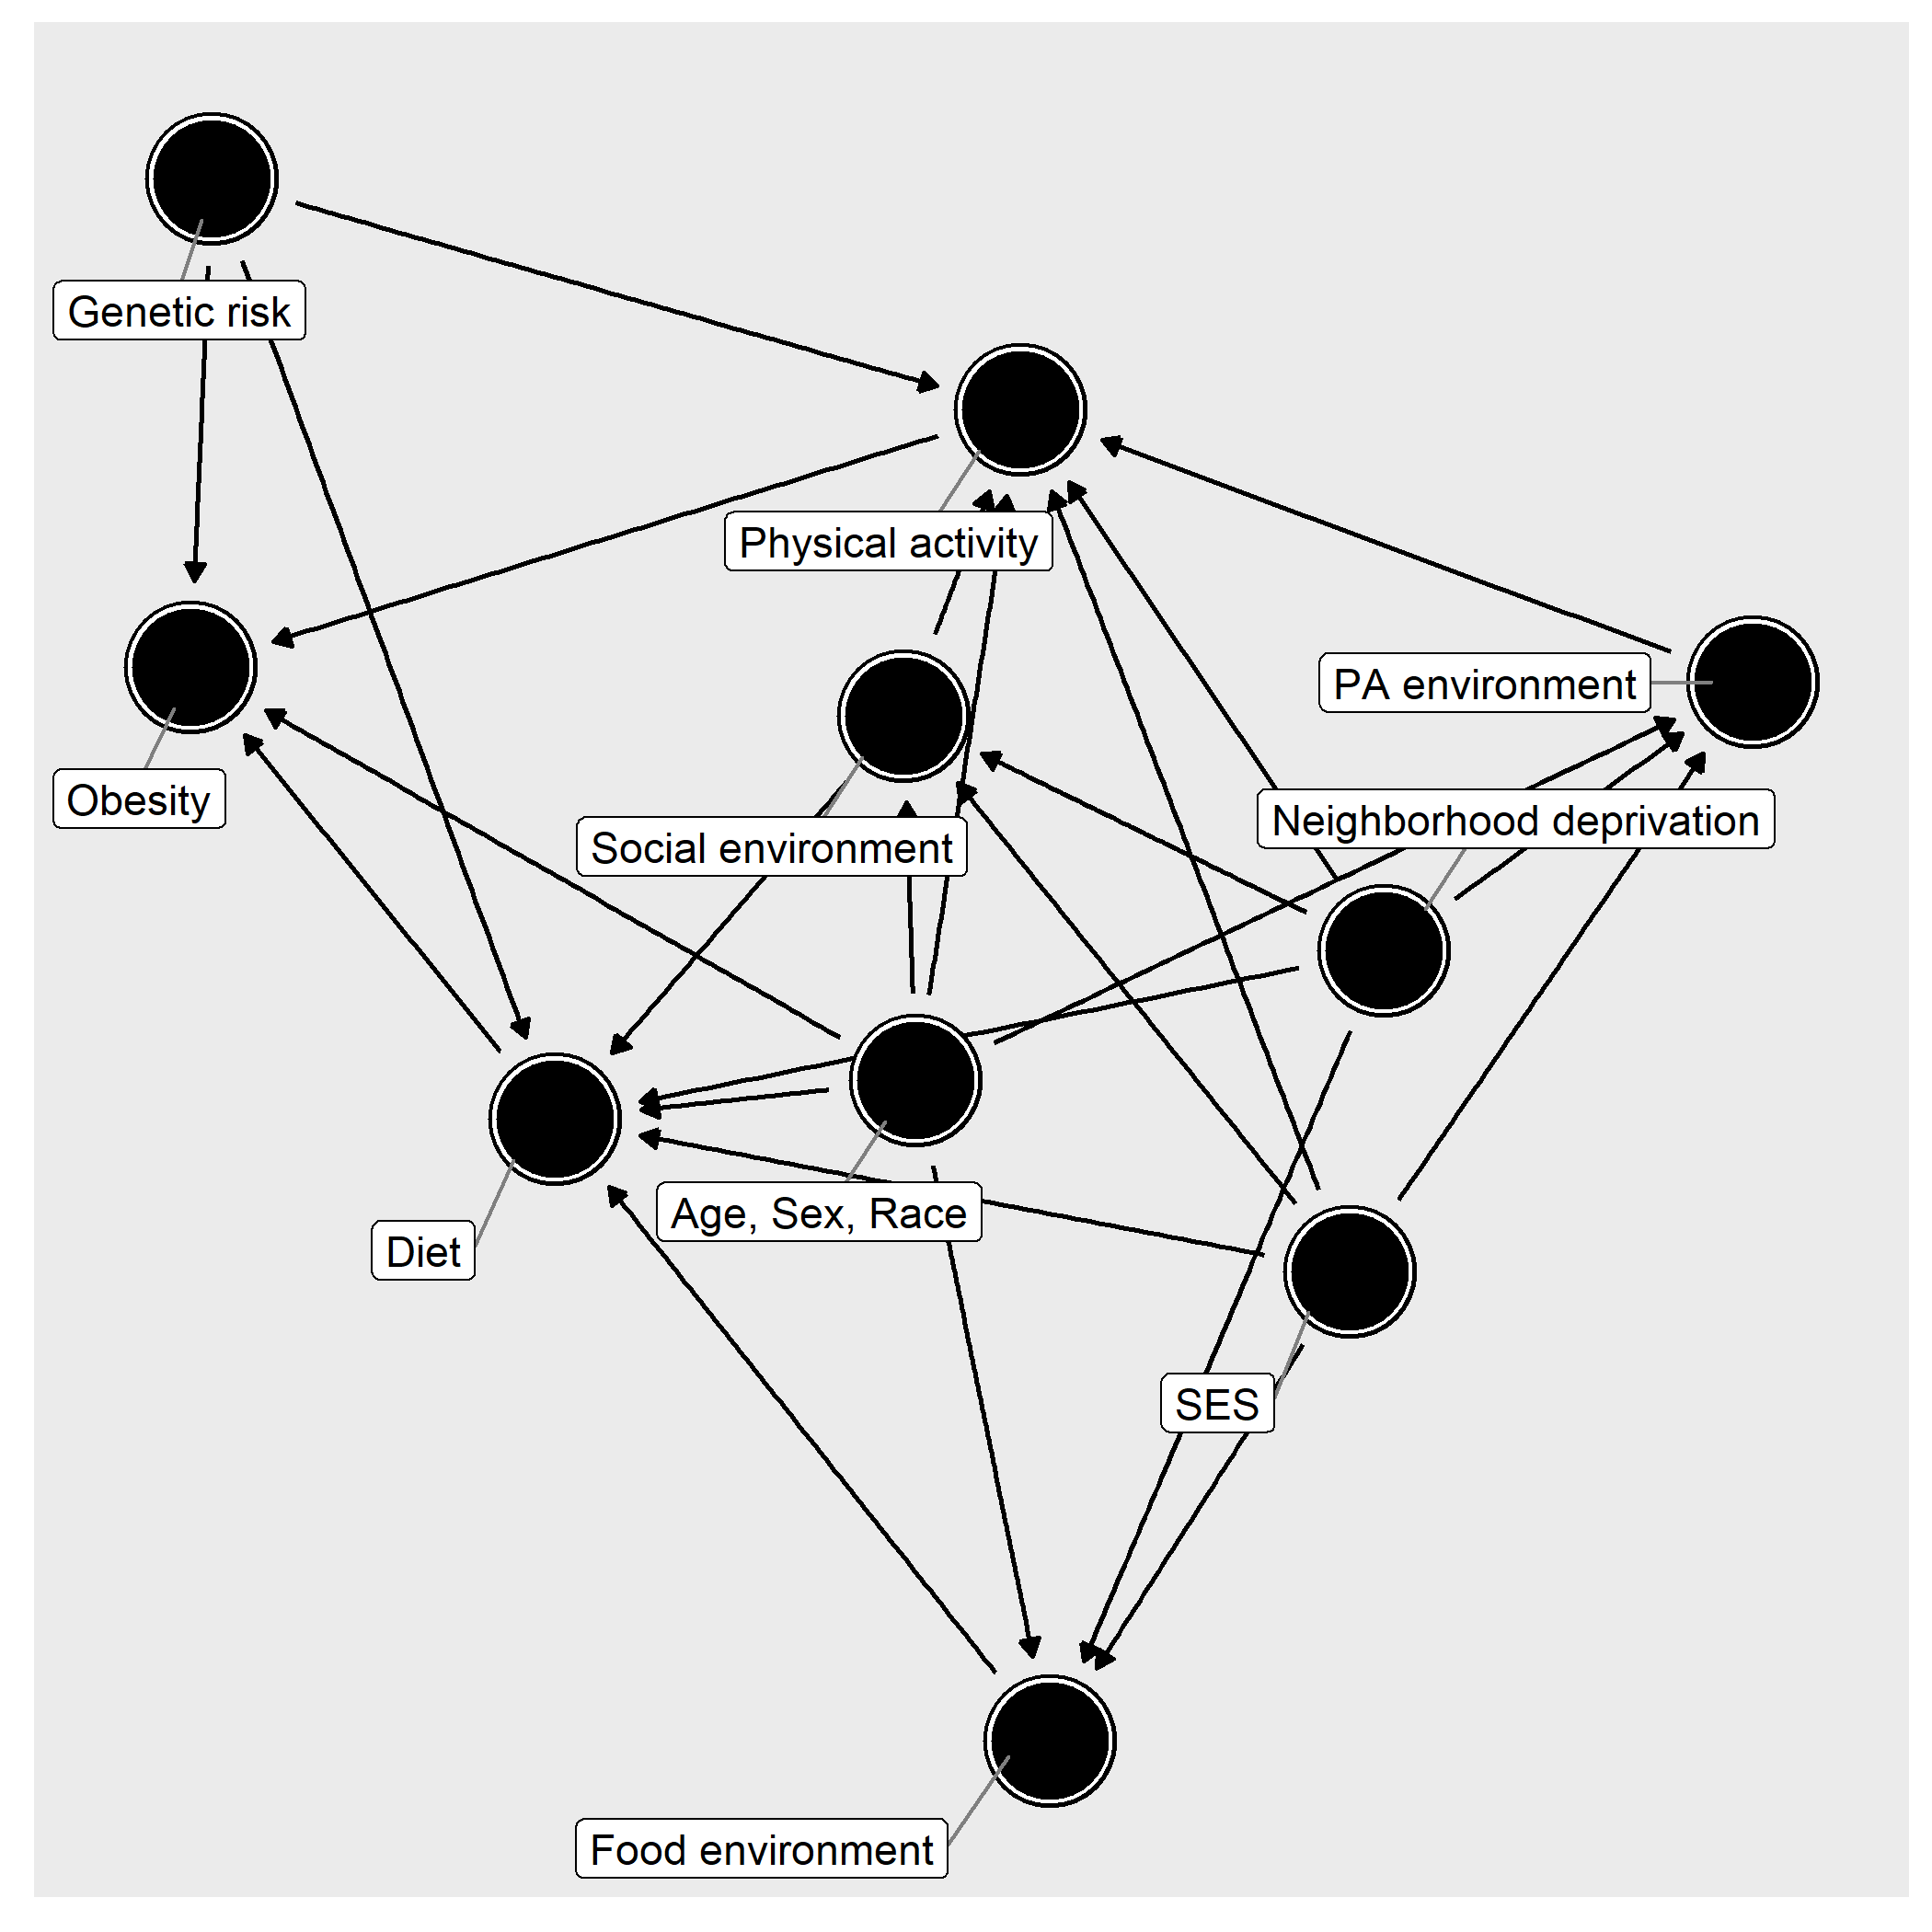 Genetic risk
Physical activity
PA environment
Obesity
Neighborhood deprivation
Social environment
Age, Sex, Race
Diet
SES
Food environment